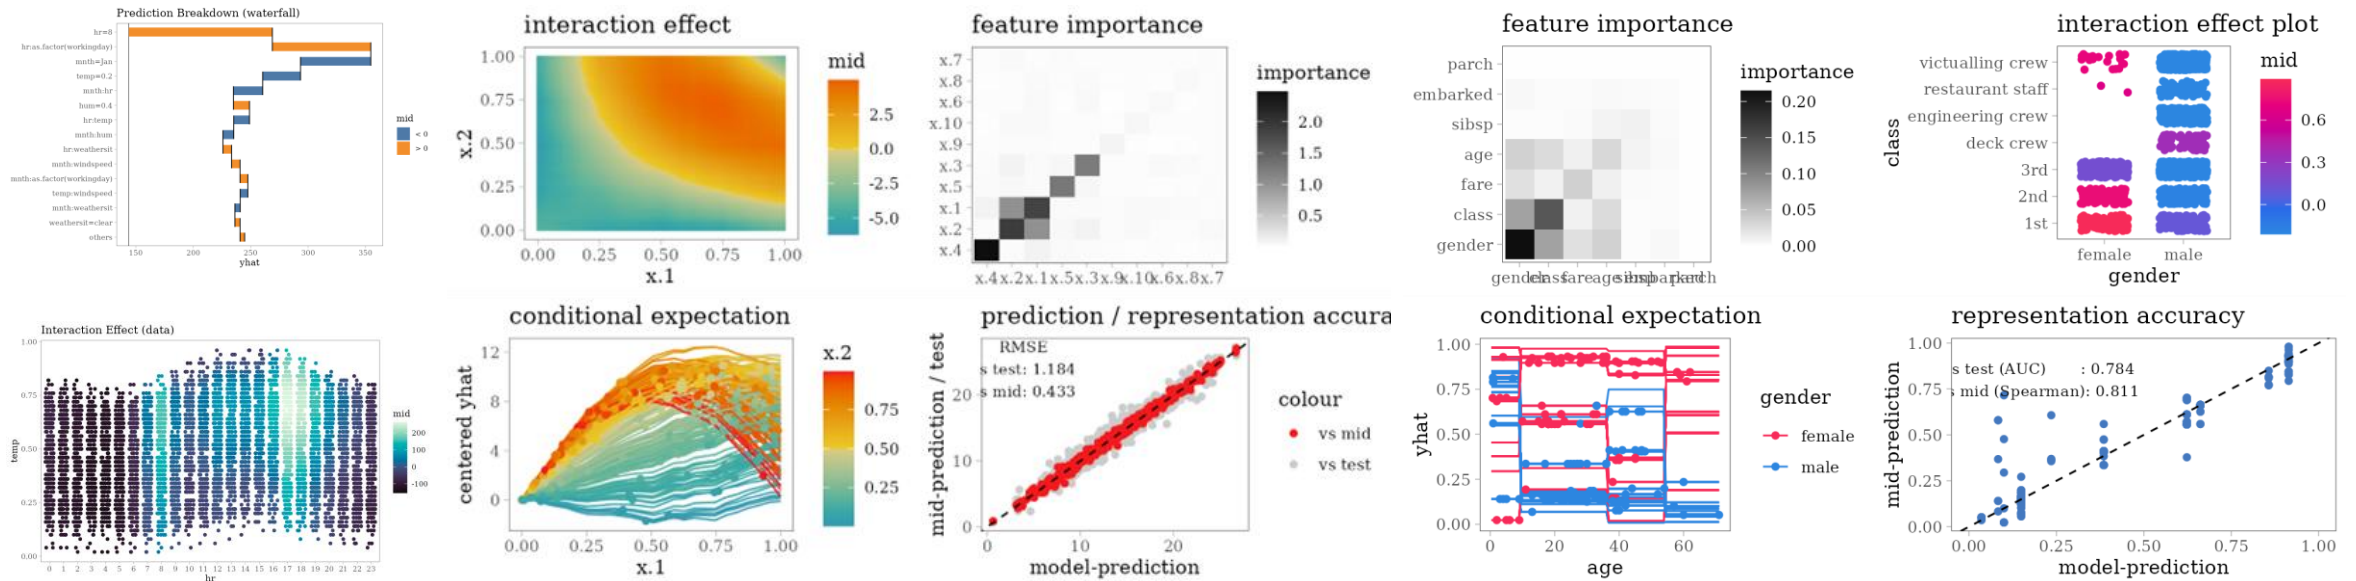 Prediction Breakdown (waterfall)
hr=8
hr:as.factor(workingday)
mnth=Jan
temp=0.2
mnth:hr
hum=0.4
hr:temp
mnth:hum
hr:weathersit
mnth:windspeed
mnth:as.factor(workingday)
temp:windspeed
mnth:weathersit
weathersit=clear
others
150 200 250 300 350
yhat
mid
< 0
> 0
interaction effect
1.00
0.75
0.50
0.25
0.00
x.2
0.00 0.25 0.50 0.75 1.00
x.1
mid
2.5
0.0
-2.5
-5.0
feature importance
x.7
x.8
x.6
x.10
x.9
x.3
x.5
x.1
x.2
x.4
x.4 x.2 x.1 x.5 x.3 x.9 x.10 x.6 x.8 x.7
importance
2.0
1.5
1.0
0.5
feature importance
parch
embarked
sibsp
age
fare
class
gender
gender class fare age sibsp embarked parch
importance
0.20
0.15
0.10
0.05
0.00
interaction effect plot
victualling crew
restaurant staff
engineering crew
deck crew
3rd
2nd
1st
class
female male
gender
mid
0.6
0.3
0.0
Interaction Effect (data)
1.00
0.75
0.50
0.25
0.00
temp
0 1 2 3 4 5 6 7 8 9 10 11 12 13 14 15 16 17 18 19 20 21 22 23
hr
mid
200
100
0
-100
conditional expectation
12
8
4
0
centered yhat
0.00 0.25 0.50 0.75 1.00
x.1
x.2
0.75
0.50
0.25
prediction / representation accura
RMSE
s test: 1.184
s mid: 0.433
20
10
0
mid-prediction / test
0 10 20
model-prediction
colour
vs mid
vs test
conditional expectation
1.00
0.75
0.50
0.25
0.00
yhat
0 20 40 60
age
gender
female
male
representation accuracy
s test (AUC) : 0.784
s mid (Spearman): 0.811
1.00
0.75
0.50
0.25
0.00
mid-prediction
0.00 0.25 0.50 0.75 1.00
model-prediction